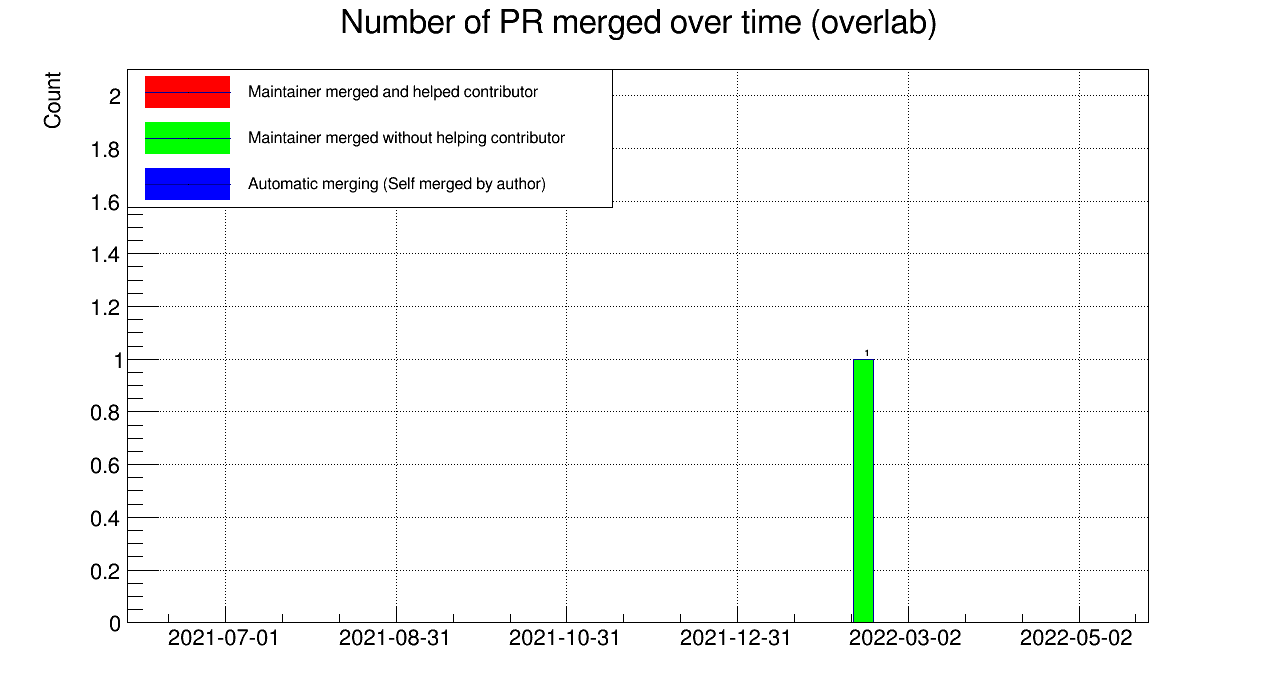 Number of PR merged over time (overlab)
Count
Maintainer merged and helped contributor
Maintainer merged without helping contributor
Automatic merging (Self merged by author)
2
1.8
1.6
1.4
1.2
1
0.8
0.6
0.4
0.2
0
1
2021-07-01 2021-08-31 2021-10-31 2021-12-31 2022-03-02 2022-05-02